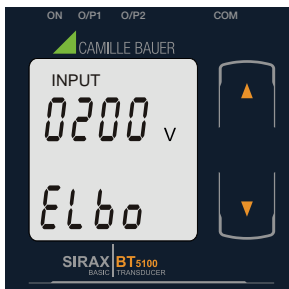 ON O/P1 O/P2 COM
CAMILLE BAUER
INPUT
0200 V
ELbo
SIRAX BT5100
BASIC TRANSDUCER